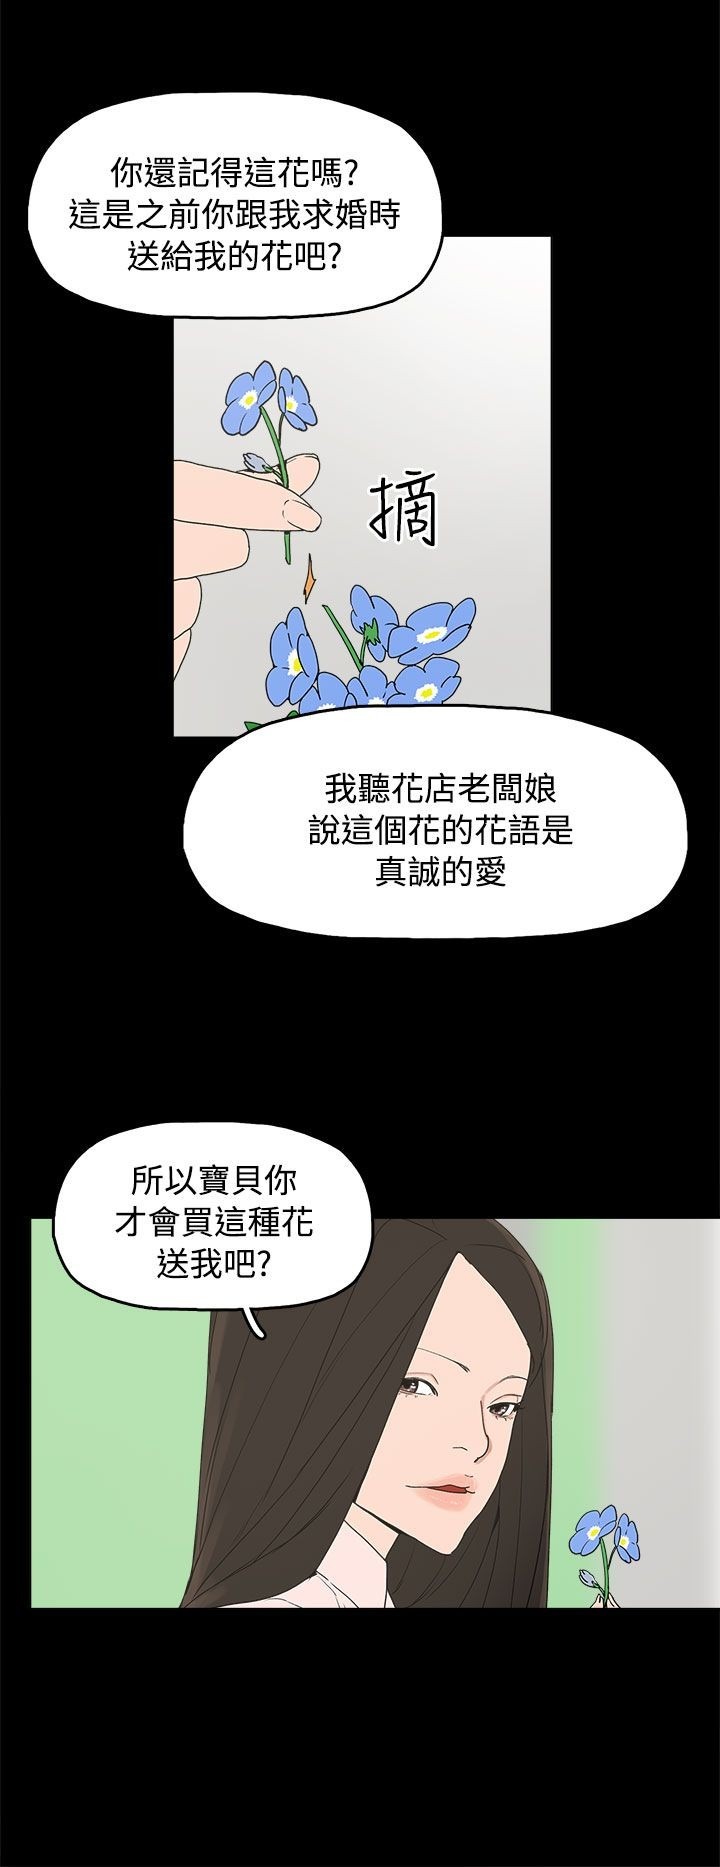 你還記得這花嗎?
這是之前你跟我求婚時
送給我的花吧?
摘
我聽花店老闆娘
說這個花的花語是
真誠的愛
所以寶貝你
才會買這種花
送我吧?